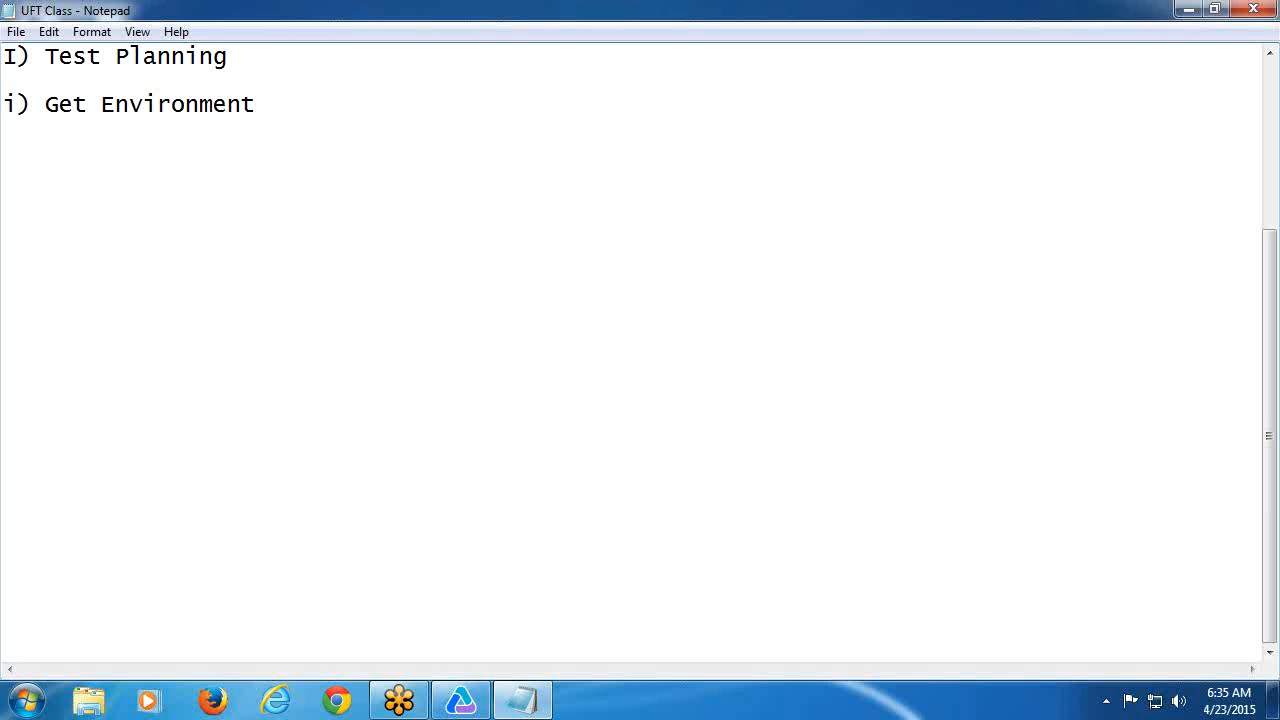 UFT Class - Notepad
File Edit Format View Help
I) Test Planning
i) Get Environment
6:35 AM
4/23/2015